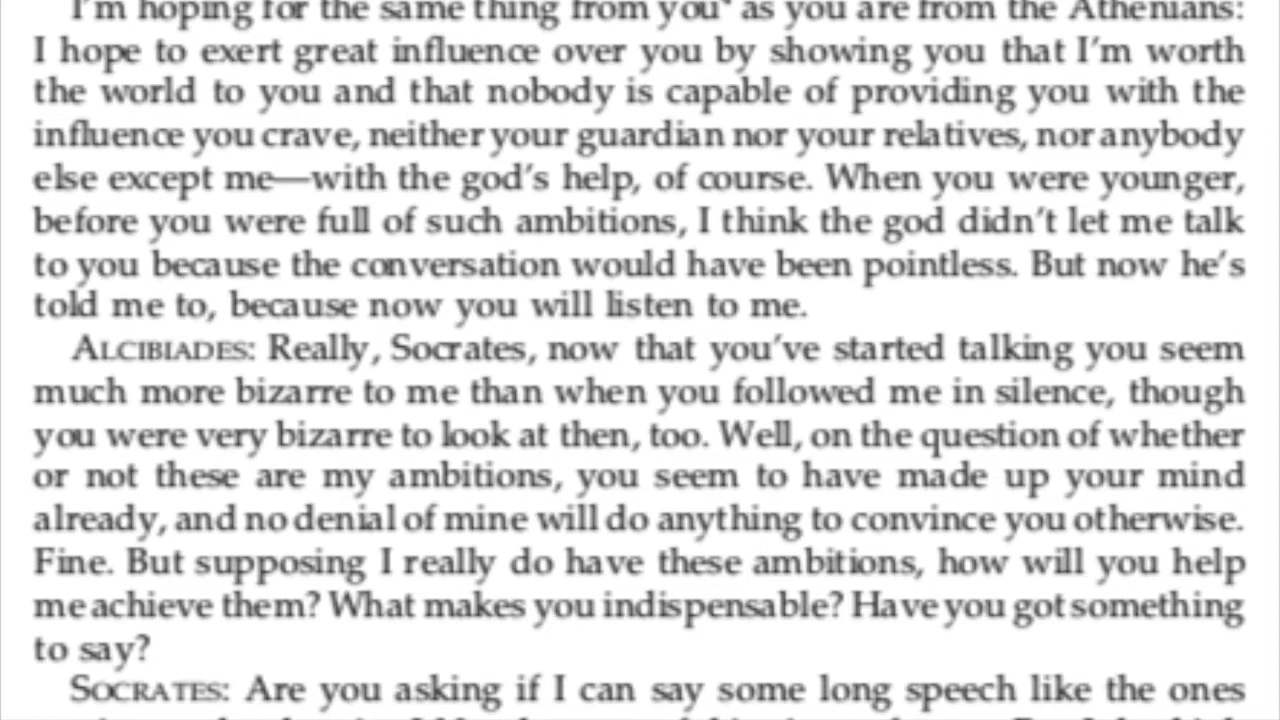 I'm hoping for the same thing from you⁴ as you are from the Athenians:
I hope to exert great influence over you by showing you that I'm worth
the world to you and that nobody is capable of providing you with the
influence you crave, neither your guardian nor your relatives, nor anybody
else except me—with the god's help, of course. When you were younger,
before you were full of such ambitions, I think the god didn't let me talk
to you because the conversation would have been pointless. But now he's
told me to, because now you will listen to me.
ALCIBIADES: Really, Socrates, now that you've started talking you seem
much more bizarre to me than when you followed me in silence, though
you were very bizarre to look at then, too. Well, on the question of whether
or not these are my ambitions, you seem to have made up your mind
already, and no denial of mine will do anything to convince you otherwise.
Fine. But supposing I really do have these ambitions, how will you help
me achieve them? What makes you indispensable? Have you got something
to say?
SOCRATES: Are you asking if I can say some long speech like the ones